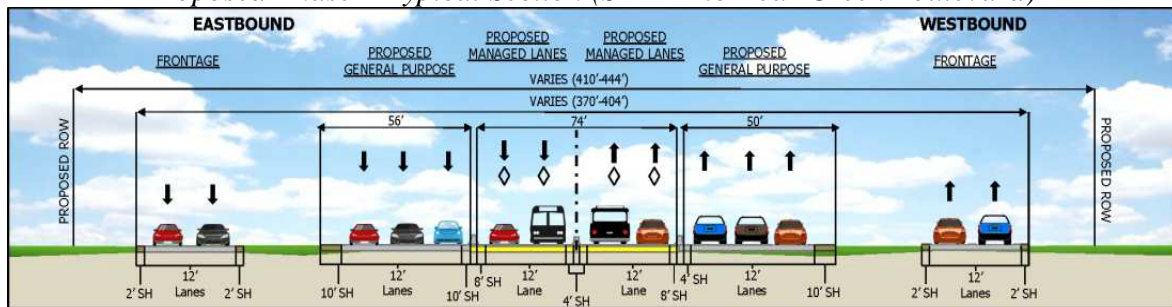 EASTBOUND
WESTBOUND
FRONTAGE
PROPOSED
GENERAL PURPOSE
PROPOSED
MANAGED LANES
PROPOSED
MANAGED LANES
PROPOSED
GENERAL PURPOSE
FRONTAGE
VARIES (410'-444')
VARIES (370'-404')
56'
74'
50'
PROPOSED ROW
PROPOSED ROW
2' SH
12'
Lanes
2' SH
10' SH
12'
Lanes
10' SH
8' SH
12'
Lane
4' SH
12'
Lane
8' SH
4' SH
12'
Lanes
10' SH
2' SH
12'
Lanes
2' SH